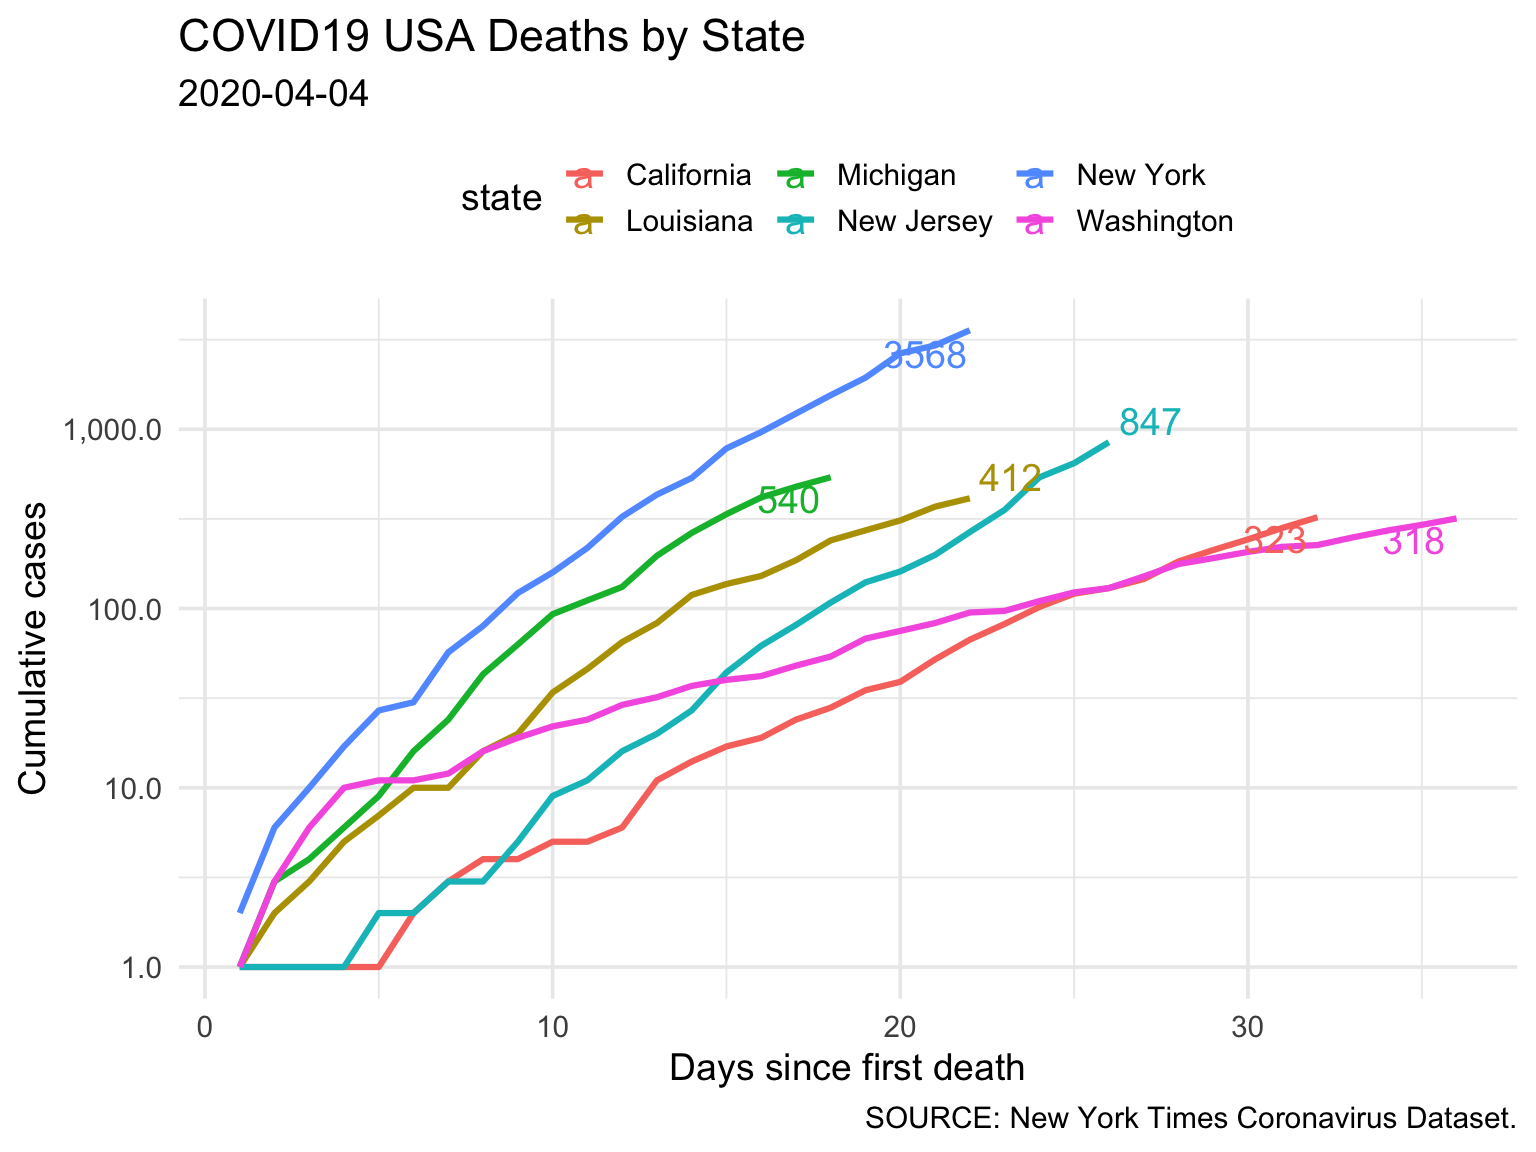 COVID19 USA Deaths by State
2020-04-04
state
a California a Michigan a New York
a Louisiana a New Jersey a Washington
3568
847
1,000.0
412
540
323
318
100.0
10.0
1.0
Cumulative cases
0 10 20 30
Days since first death
SOURCE: New York Times Coronavirus Dataset.